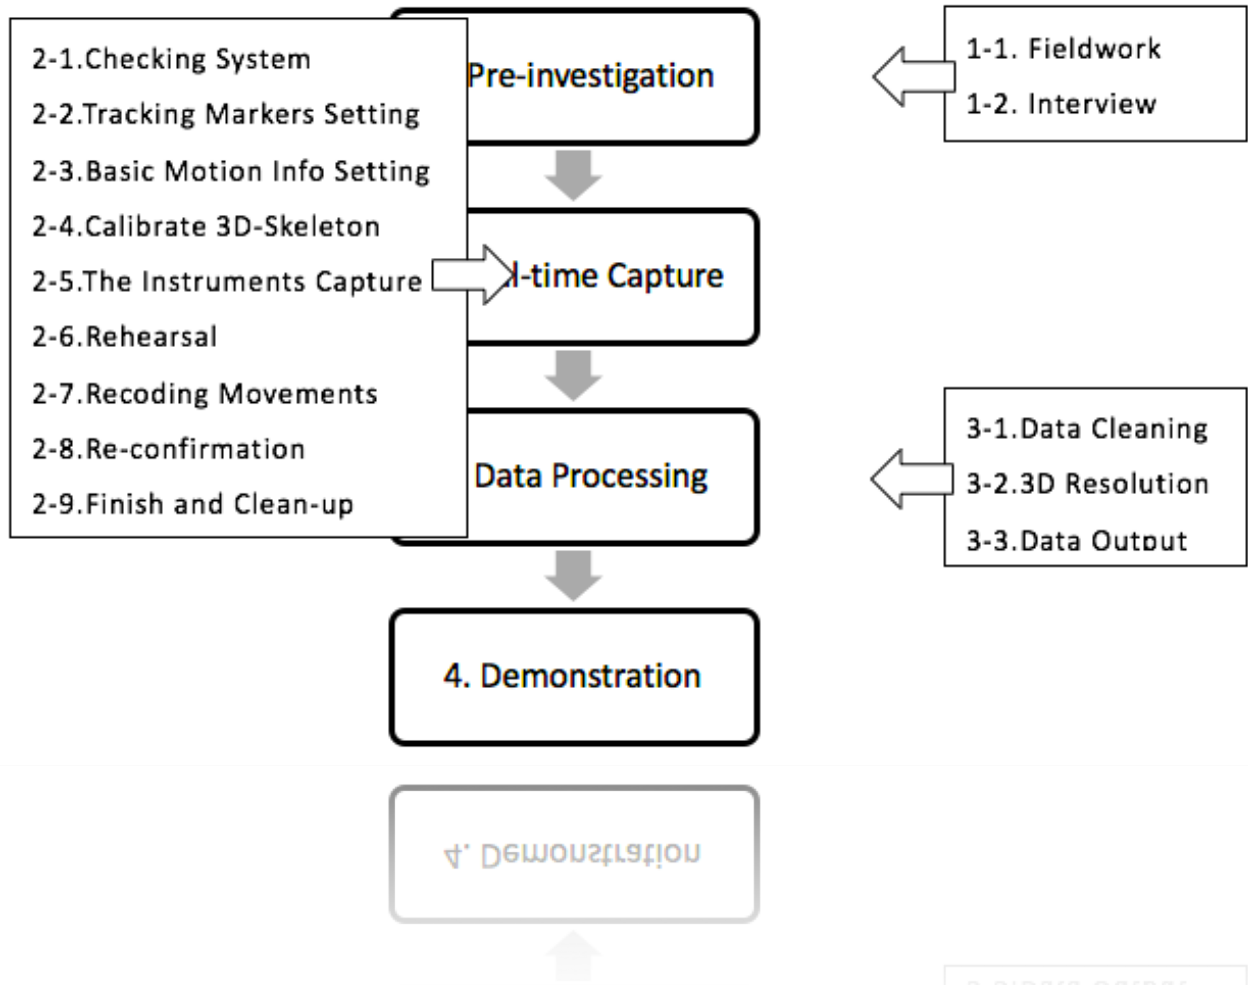 2-1.Checking System
2-2.Tracking Markers Setting
2-3.Basic Motion Info Setting
2-4.Calibrate 3D-Skeleton
2-5.The Instruments Capture
2-6.Rehearsal
2-7.Recoding Movements
2-8.Re-confirmation
2-9.Finish and Clean-up
Pre-investigation
l-time Capture
Data Processing
4. Demonstration
1-1. Fieldwork
1-2. Interview
3-1.Data Cleaning
3-2.3D Resolution
3-3.Data Output
4. Demonstration